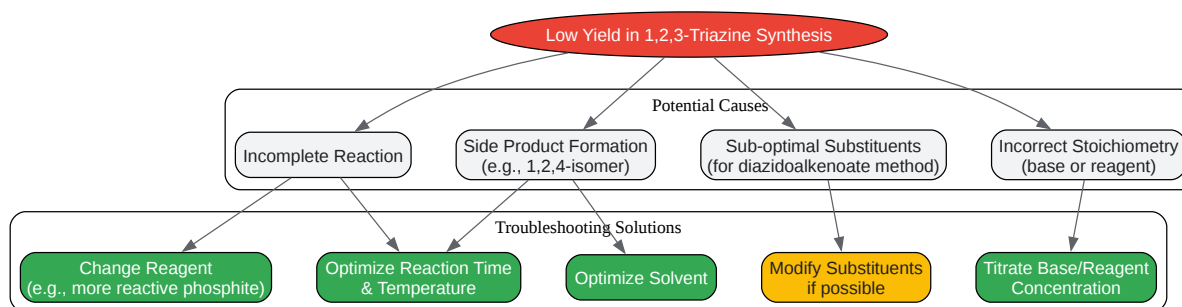 Low Yield in 1,2,3-Triazine Synthesis
Potential Causes
Incomplete Reaction
Side Product Formation
(e.g., 1,2,4-isomer)
Sub-optimal Substituents
(for diazidoalkenoate method)
Incorrect Stoichiometry
(base or reagent)
Troubleshooting Solutions
Change Reagent
(e.g., more reactive phosphite)
Optimize Reaction Time
& Temperature
Optimize Solvent
Modify Substituents
if possible
Titrate Base/Reagent
Concentration